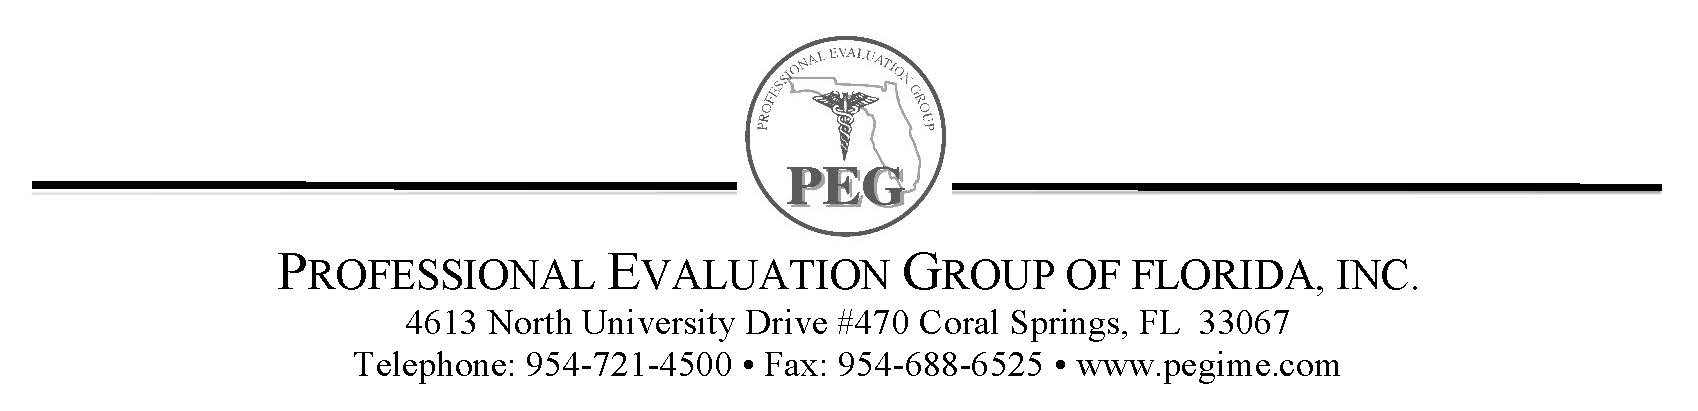 PROFESSIONAL EVALUATION GROUP
PEG
PROFESSIONAL EVALUATION GROUP OF FLORIDA, INC.
4613 North University Drive #470 Coral Springs, FL 33067
Telephone: 954-721-4500 • Fax: 954-688-6525 • www.pegime.com